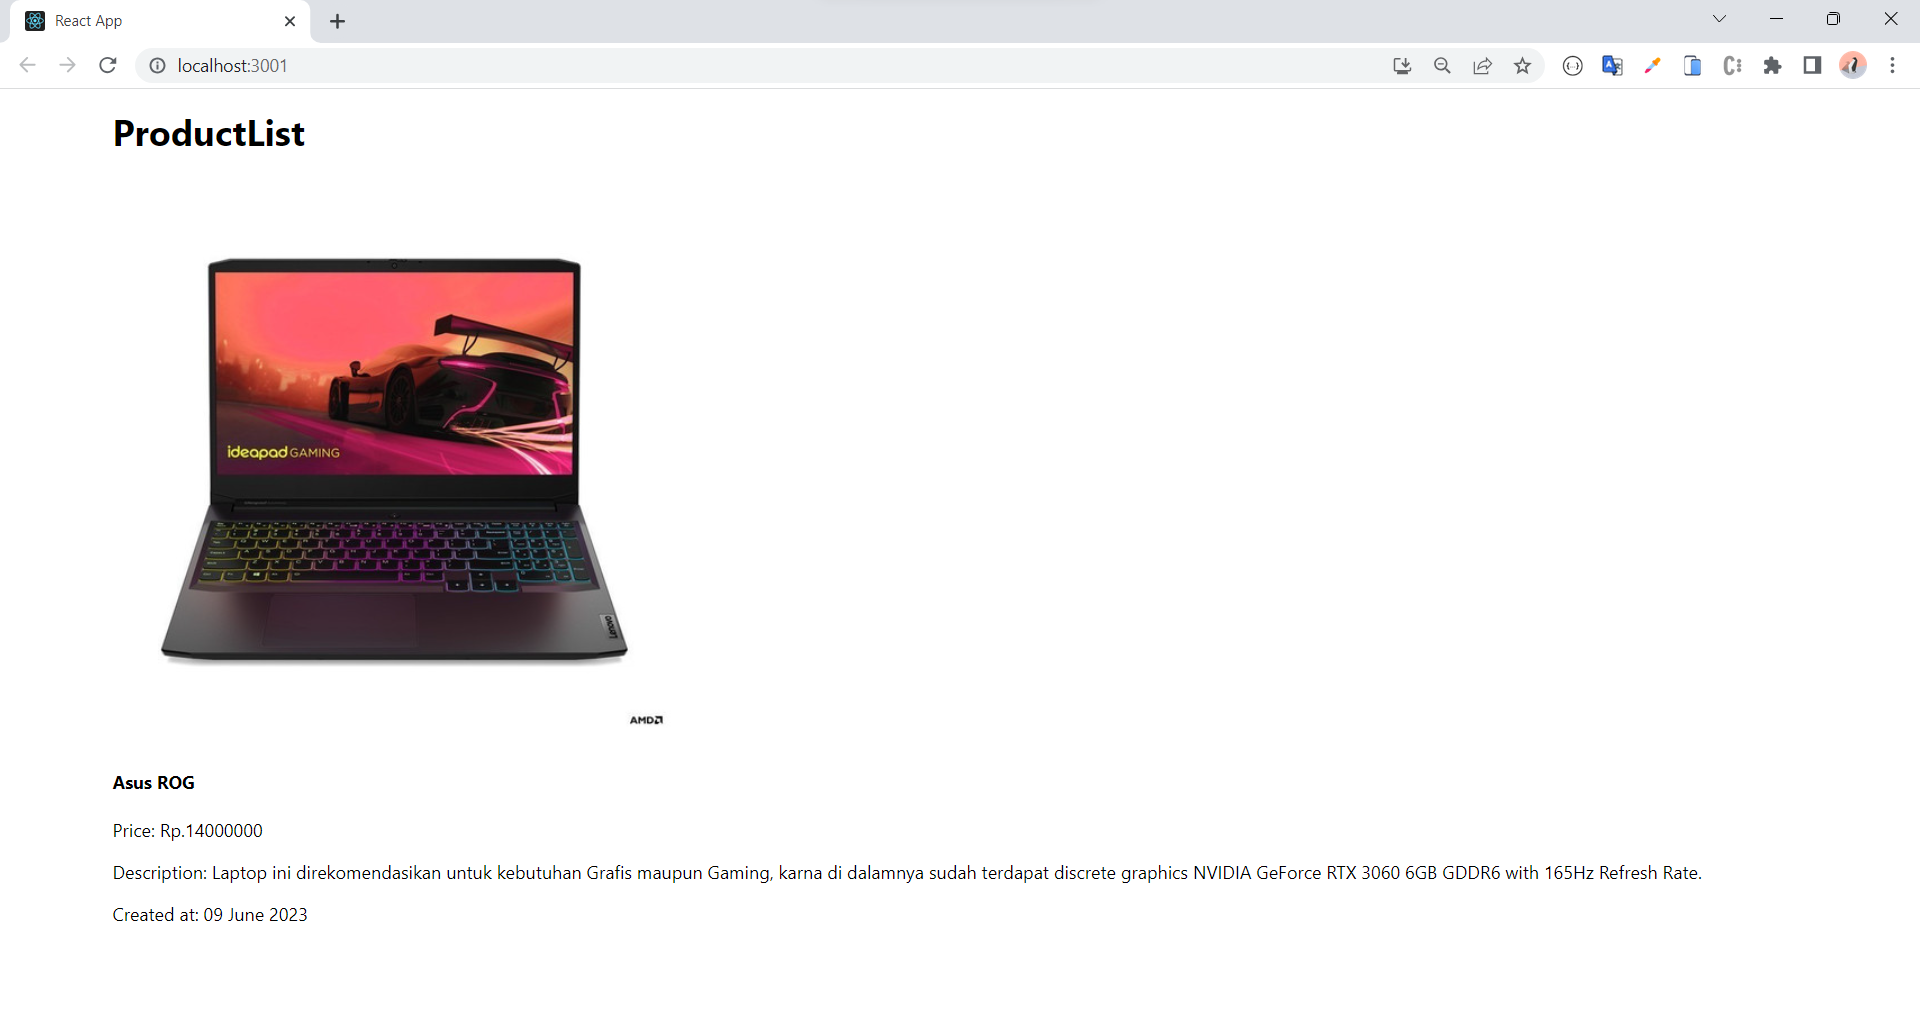 React App
localhost:3001
ProductList
ideapad GAMING
Lenovo
AMD
Asus ROG
Price: Rp.14000000
Description: Laptop ini direkomendasikan untuk kebutuhan Grafis maupun Gaming, karna di dalamnya sudah terdapat discrete graphics NVIDIA GeForce RTX 3060 6GB GDDR6 with 165Hz Refresh Rate.
Created at: 09 June 2023